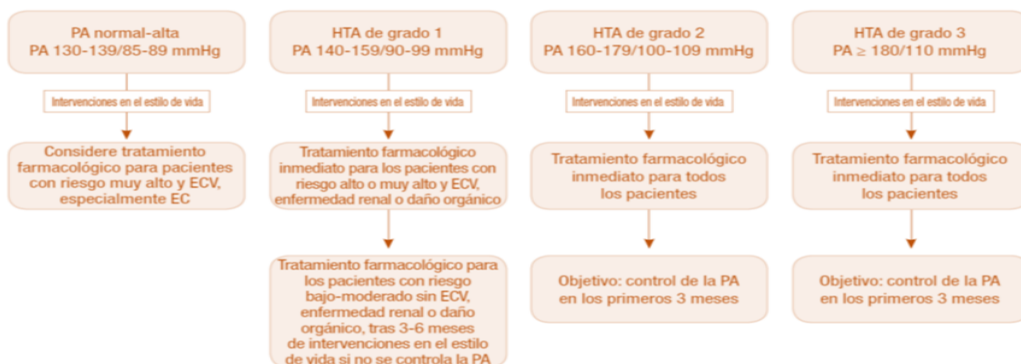 PA normal-alta
PA 130-139/85-89 mmHg
Intervenciones en el estilo de vida
Considere tratamiento
farmacológico para pacientes
con riesgo muy alto y ECV,
especialmente EC
HTA de grado 1
PA 140-159/90-99 mmHg
Intervenciones en el estilo de vida
Tratamiento farmacológico
inmediato para los pacientes con
riesgo alto o muy alto y ECV,
enfermedad renal o daño orgánico
Tratamiento farmacológico para
los pacientes con riesgo
bajo-moderado sin ECV,
enfermedad renal o daño
orgánico, tras 3-6 meses
de intervenciones en el estilo
de vida si no se controla la PA
HTA de grado 2
PA 160-179/100-109 mmHg
Intervenciones en el estilo de vida
Tratamiento farmacológico
inmediato para todos
los pacientes
Objetivo: control de la PA
en los primeros 3 meses
HTA de grado 3
PA ≥ 180/110 mmHg
Intervenciones en el estilo de vida
Tratamiento farmacológico
inmediato para todos
los pacientes
Objetivo: control de la PA
en los primeros 3 meses